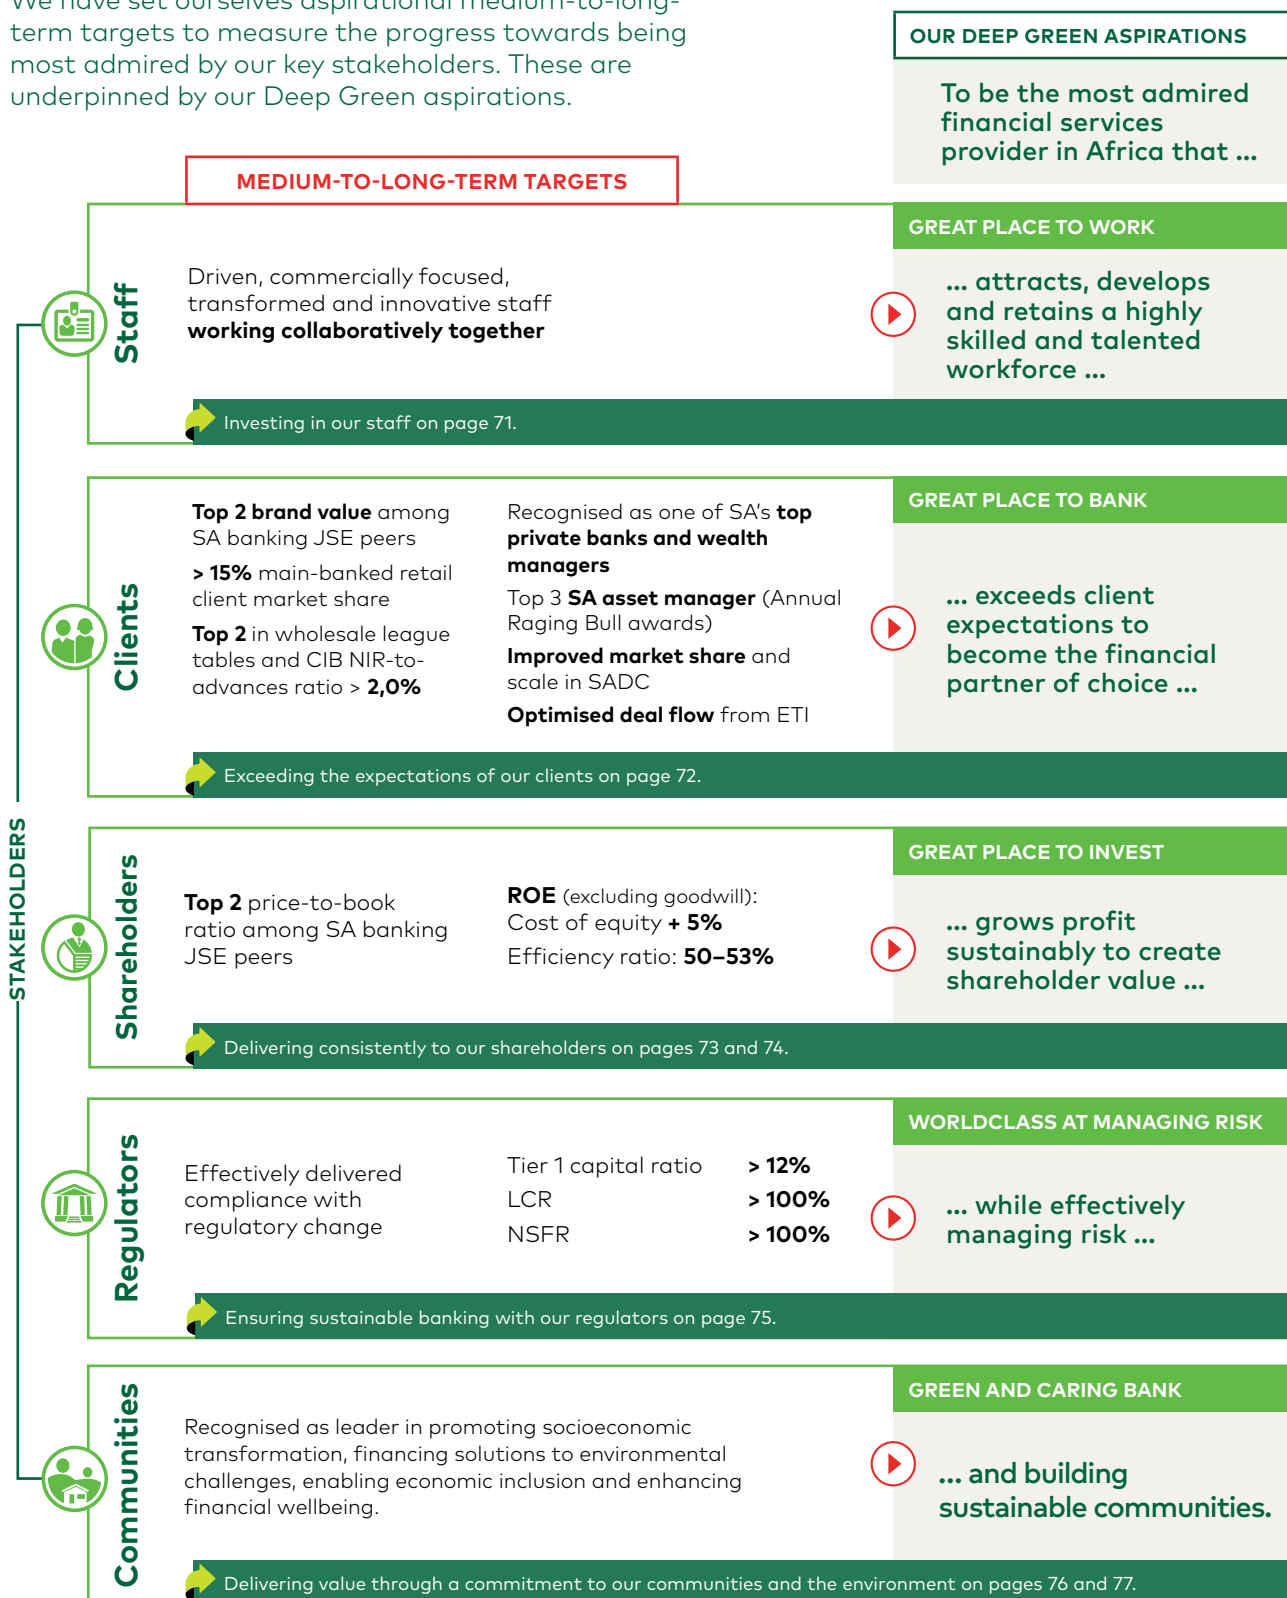 We have set ourselves aspirational medium-to-long-
term targets to measure the progress towards being
most admired by our key stakeholders. These are
underpinned by our Deep Green aspirations.
OUR DEEP GREEN ASPIRATIONS
To be the most admired
financial services
provider in Africa that ...
MEDIUM-TO-LONG-TERM TARGETS
STAKEHOLDERS
Staff
Driven, commercially focused,
transformed and innovative staff
working collaboratively together
GREAT PLACE TO WORK
... attracts, develops
and retains a highly
skilled and talented
workforce ...
Investing in our staff on page 71.
Clients
Top 2 brand value among
SA banking JSE peers
> 15% main-banked retail
client market share
Top 2 in wholesale league
tables and CIB NIR-to-
advances ratio > 2,0%
Recognised as one of SA's top
private banks and wealth
managers
Top 3 SA asset manager (Annual
Raging Bull awards)
Improved market share and
scale in SADC
Optimised deal flow from ETI
GREAT PLACE TO BANK
... exceeds client
expectations to
become the financial
partner of choice ...
Exceeding the expectations of our clients on page 72.
Shareholders
Top 2 price-to-book
ratio among SA banking
JSE peers
ROE (excluding goodwill):
Cost of equity + 5%
Efficiency ratio: 50–53%
GREAT PLACE TO INVEST
... grows profit
sustainably to create
shareholder value ...
Delivering consistently to our shareholders on pages 73 and 74.
Regulators
Effectively delivered
compliance with
regulatory change
Tier 1 capital ratio > 12%
LCR > 100%
NSFR > 100%
WORLDCLASS AT MANAGING RISK
... while effectively
managing risk ...
Ensuring sustainable banking with our regulators on page 75.
Communities
Recognised as leader in promoting socioeconomic
transformation, financing solutions to environmental
challenges, enabling economic inclusion and enhancing
financial wellbeing.
GREEN AND CARING BANK
... and building
sustainable communities.
Delivering value through a commitment to our communities and the environment on pages 76 and 77.